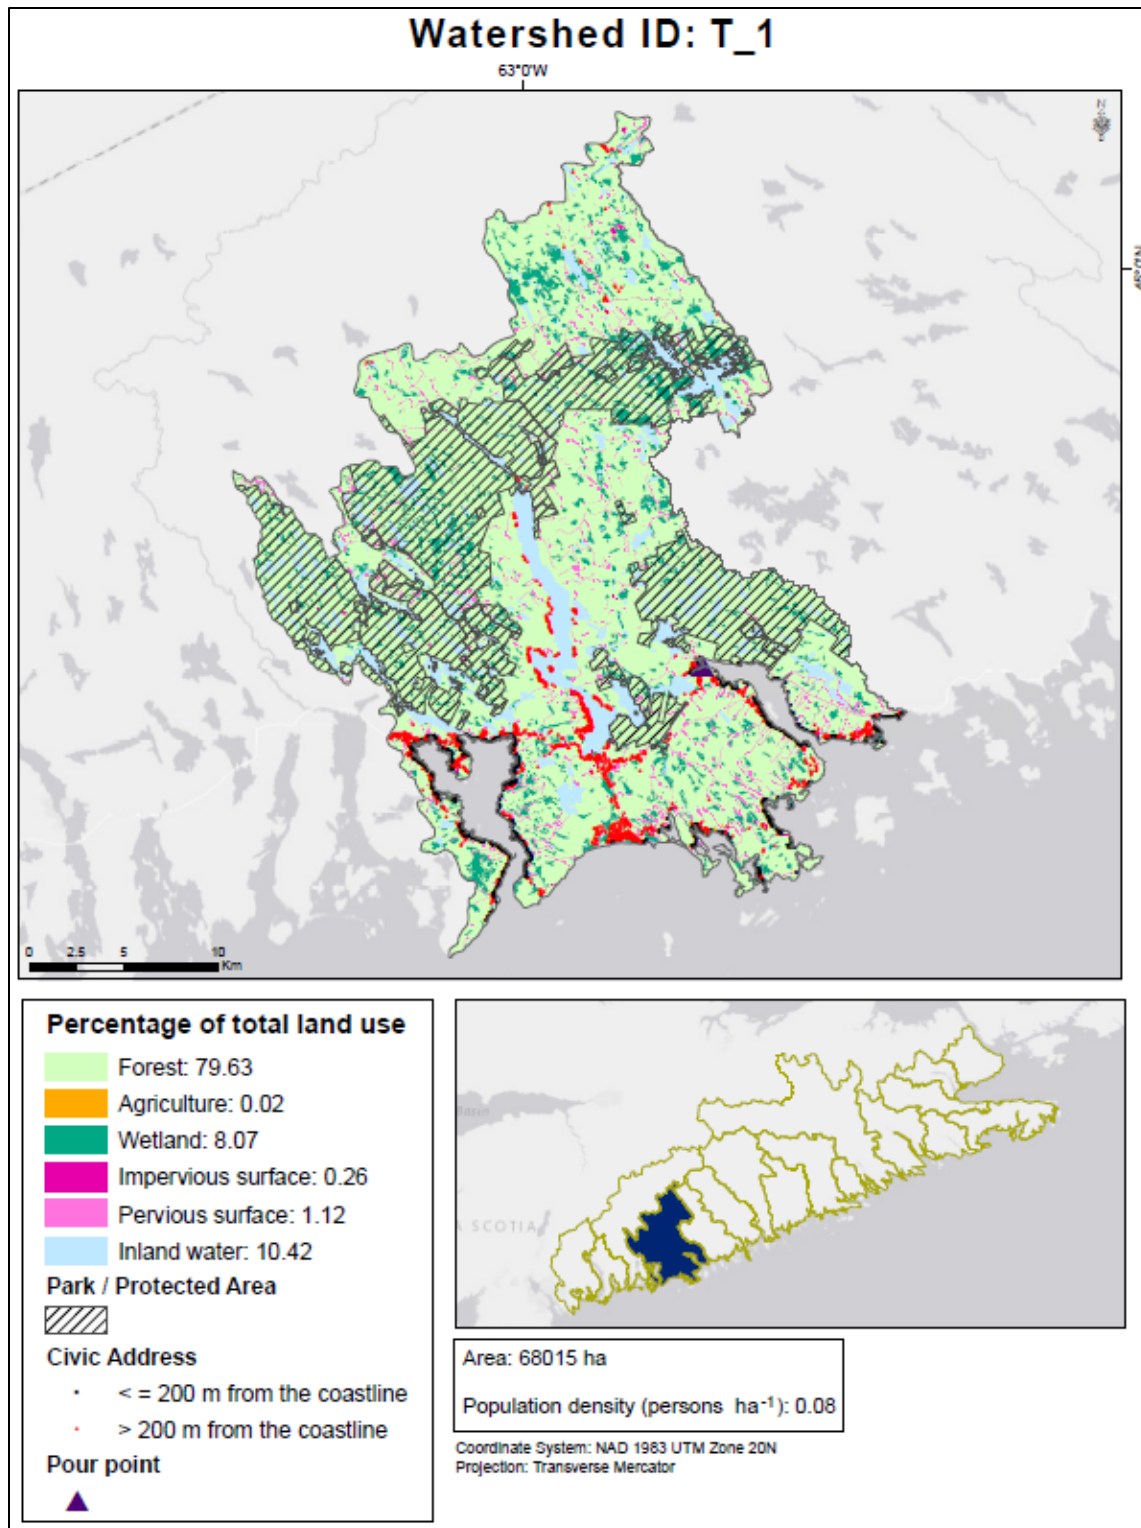 Watershed ID: T_1
63°0'W
N
45°0'N
0 2.5 5 10
Km
Percentage of total land use
Forest: 79.63
Agriculture: 0.02
Wetland: 8.07
Impervious surface: 0.26
Pervious surface: 1.12
Inland water: 10.42
Park / Protected Area
Civic Address
< = 200 m from the coastline
> 200 m from the coastline
Pour point
Basin
A SCOTIA
Area: 68015 ha
Population density (persons ha⁻¹): 0.08
Coordinate System: NAD 1983 UTM Zone 20N
Projection: Transverse Mercator